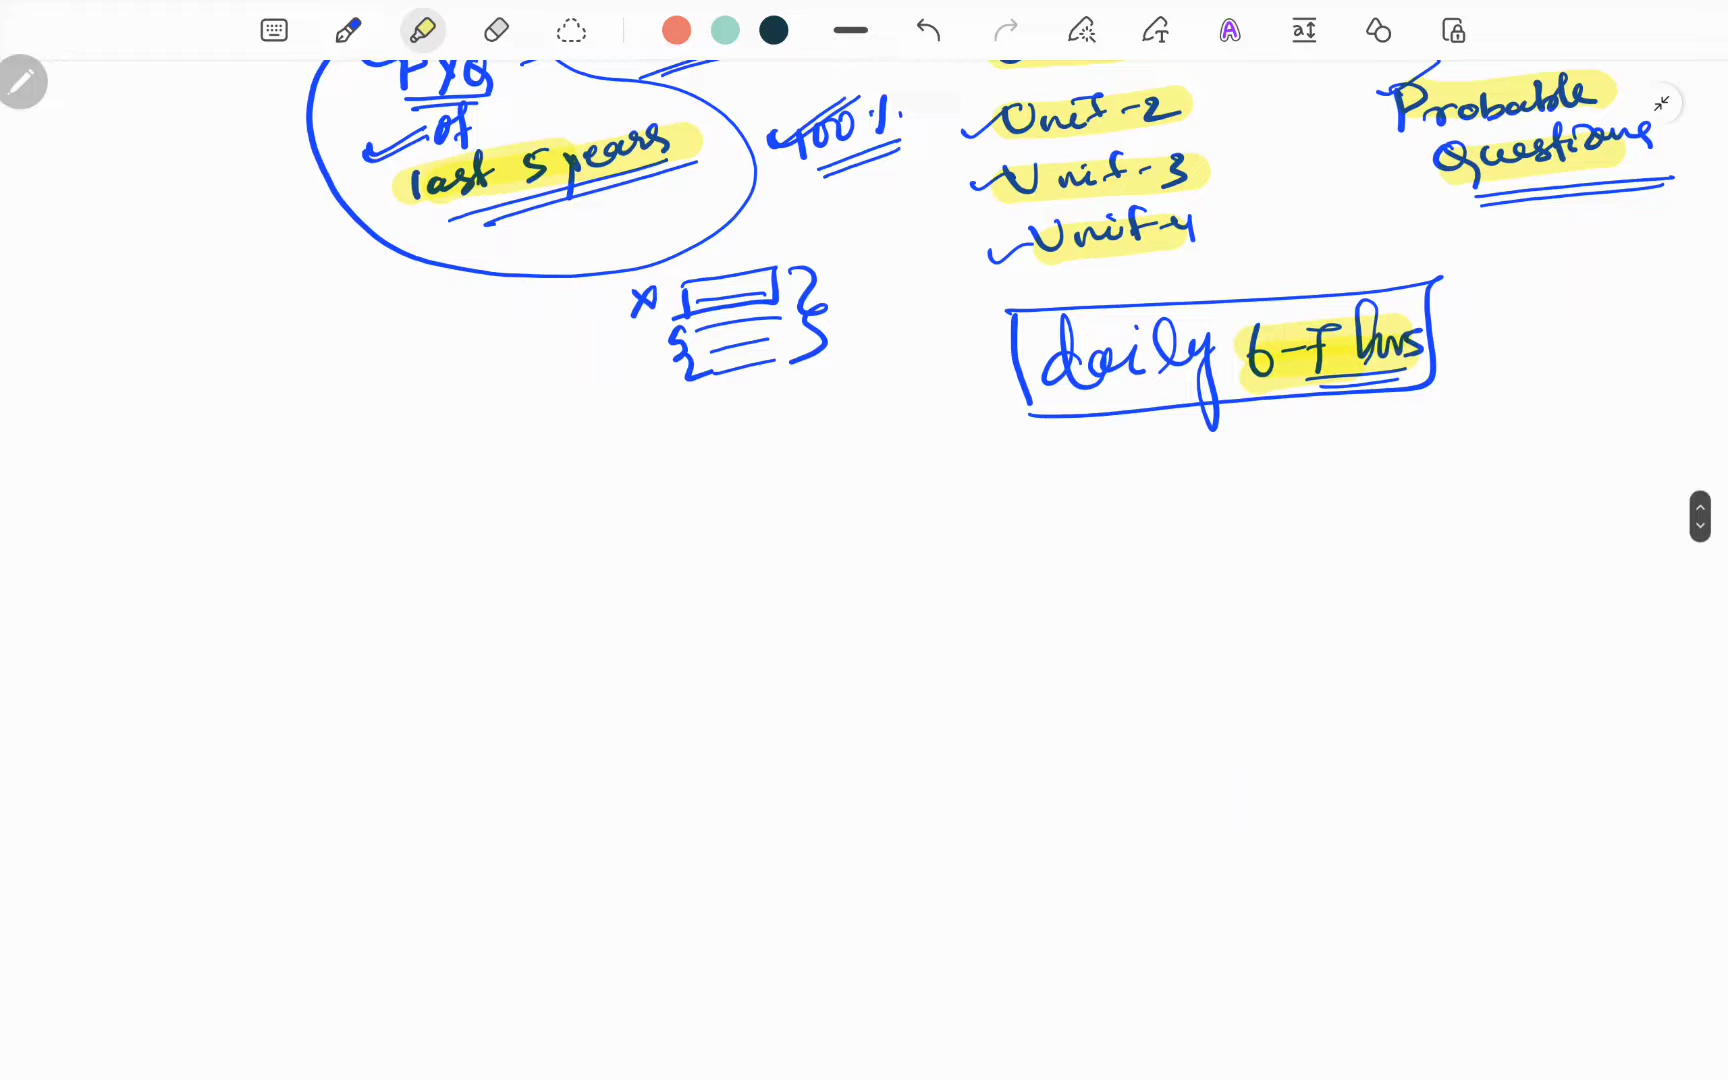 PYQ
of
last 5 years
100 %.
Unit-2
Unit-3
Unit-4
Probable
Questions
daily 6-7 hrs